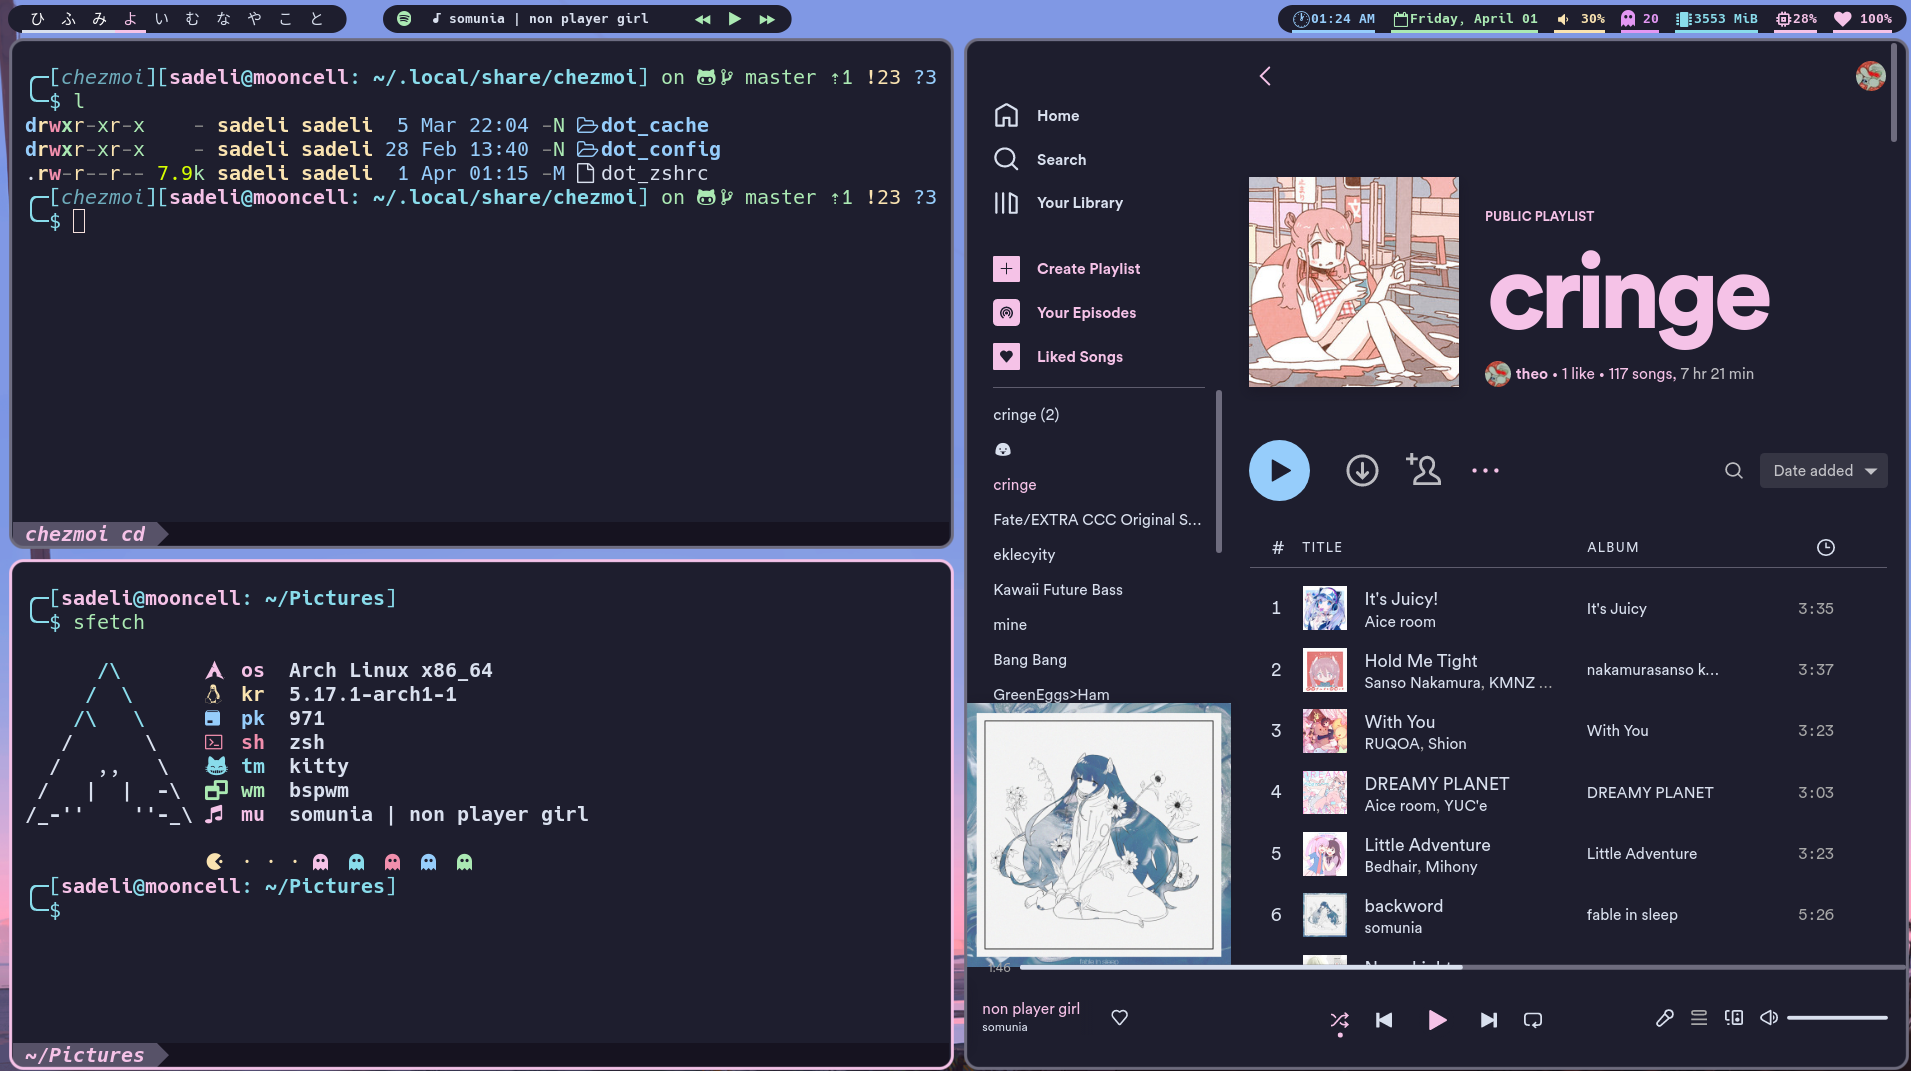 ひ ふ み よ い む な や こ と
somunia | non player girl
01:24 AM
Friday, April 01
30%
20
3553 MiB
28%
100%
[chezmoi][sadeli@mooncell: ~/.local/share/chezmoi] on master ⇡1 !23 ?3
$ l
drwxr-xr-x - sadeli sadeli 5 Mar 22:04 -N dot_cache
drwxr-xr-x - sadeli sadeli 28 Feb 13:40 -N dot_config
.rw-r--r-- 7.9k sadeli sadeli 1 Apr 01:15 -M dot_zshrc
[chezmoi][sadeli@mooncell: ~/.local/share/chezmoi] on master ⇡1 !23 ?3
$
chezmoi cd
[sadeli@mooncell: ~/Pictures]
$ sfetch
/\ os Arch Linux x86_64
/ \ kr 5.17.1-arch1-1
/\ \ pk 971
/ \ sh zsh
/ ,, \ tm kitty
/ | | -\ wm bspwm
/_-'' ''-_\ mu somunia | non player girl
[sadeli@mooncell: ~/Pictures]
$
~/Pictures
Home
Search
Your Library
Create Playlist
Your Episodes
Liked Songs
cringe (2)
cringe
Fate/EXTRA CCC Original S...
eklecyity
Kawaii Future Bass
mine
Bang Bang
GreenEggs>Ham
PUBLIC PLAYLIST
cringe
theo • 1 like • 117 songs, 7 hr 21 min
Date added
# TITLE ALBUM
1 It's Juicy! It's Juicy 3:35
Aice room
2 Hold Me Tight nakamurasanso k... 3:37
Sanso Nakamura, KMNZ ...
3 With You With You 3:23
RUQOA, Shion
4 DREAMY PLANET DREAMY PLANET 3:03
Aice room, YUC'e
5 Little Adventure Little Adventure 3:23
Bedhair, Mihony
6 backword fable in sleep 5:26
somunia
fable in sleep
1:46
non player girl
somunia